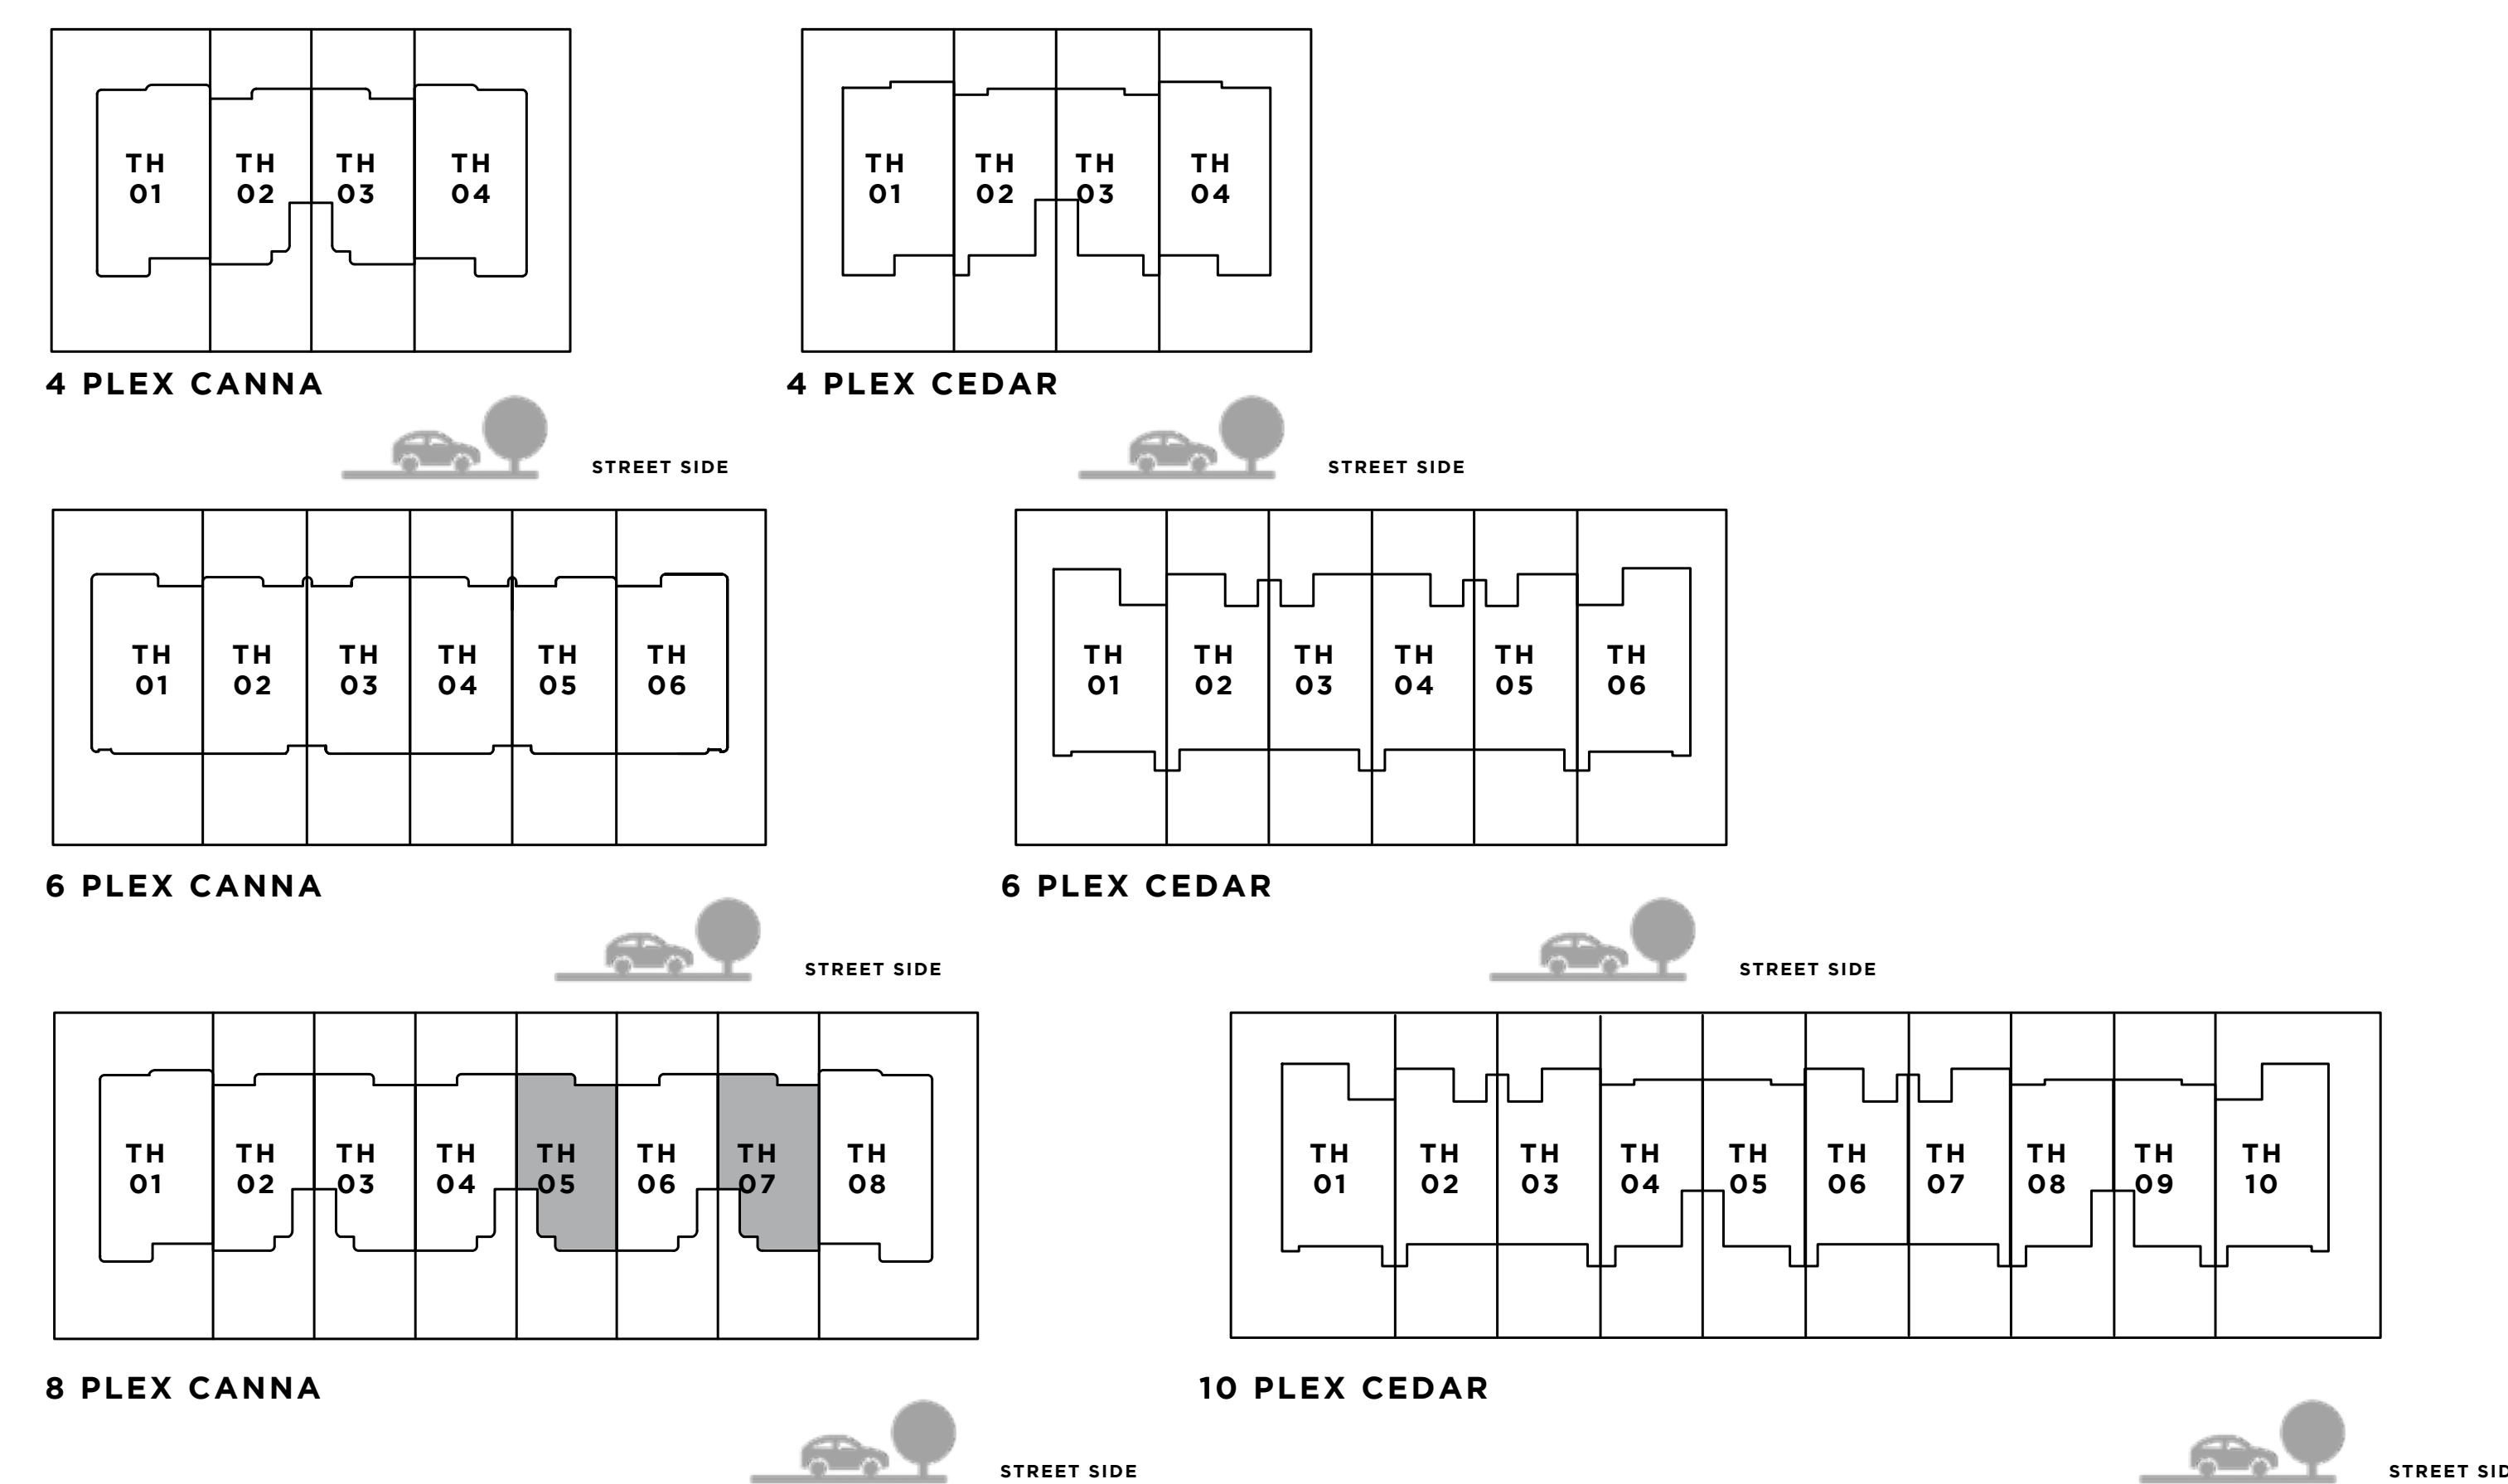 TH TH TH TH
01 02 03 04
TH TH TH TH
01 02 03 04
4 PLEX CANNA
4 PLEX CEDAR
STREET SIDE
STREET SIDE
TH TH TH TH TH TH
01 02 03 04 05 06
TH TH TH TH TH TH
01 02 03 04 05 06
6 PLEX CANNA
6 PLEX CEDAR
STREET SIDE
STREET SIDE
TH TH TH TH TH TH TH TH
01 02 03 04 05 06 07 08
TH TH TH TH TH TH TH TH TH TH
01 02 03 04 05 06 07 08 09 10
8 PLEX CANNA
10 PLEX CEDAR
STREET SIDE
STREET